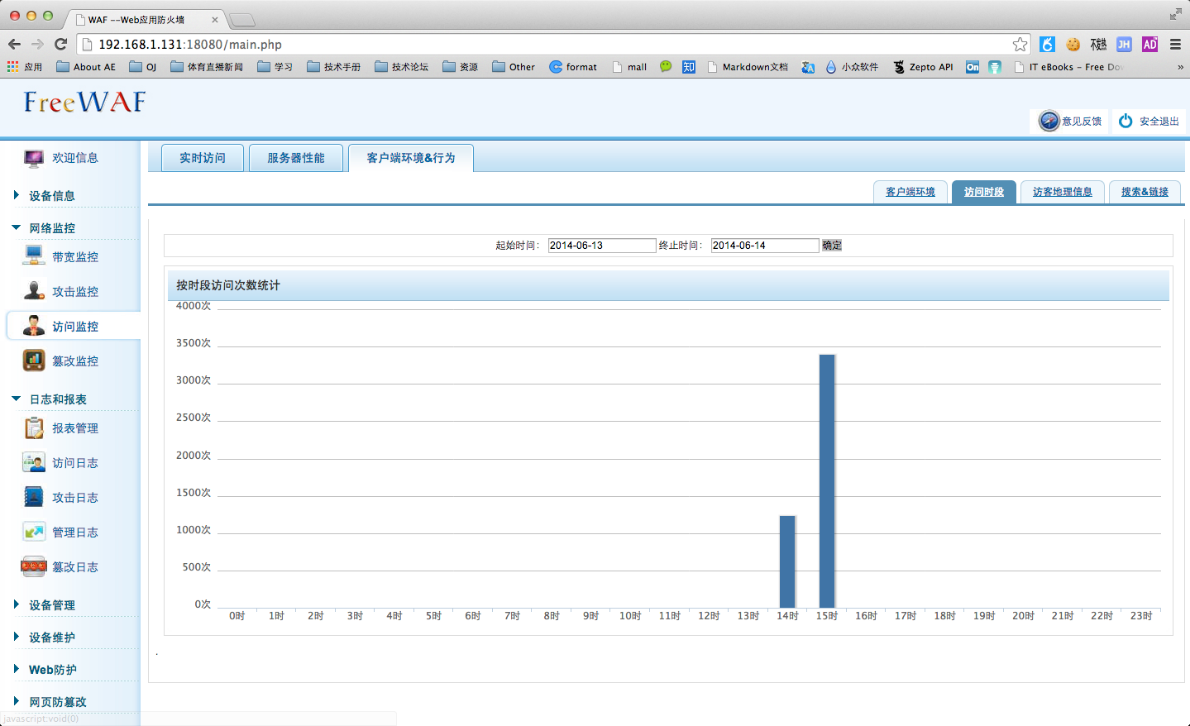 WAF --Web应用防火墙
192.168.1.131:18080/main.php
JH
AD
应用 About AE OJ 体育直播新闻 学习 技术手册 技术论坛 资源 Other format mall 知 Markdown文档 小众软件 Zepto API On IT eBooks – Free Dov »
FreeWAF
意见反馈 安全退出
欢迎信息
设备信息
网络监控
带宽监控
攻击监控
访问监控
篡改监控
日志和报表
报表管理
访问日志
攻击日志
管理日志
篡改日志
设备管理
设备维护
Web防护
网页防篡改
javascript:void(0)
实时访问 服务器性能 客户端环境&行为
客户端环境 访问时段 访客地理信息 搜索&链接
起始时间: 2014-06-13 终止时间: 2014-06-14 确定
按时段访问次数统计
4000次
3500次
3000次
2500次
2000次
1500次
1000次
500次
0次
0时 1时 2时 3时 4时 5时 6时 7时 8时 9时 10时 11时 12时 13时 14时 15时 16时 17时 18时 19时 20时 21时 22时 23时
.